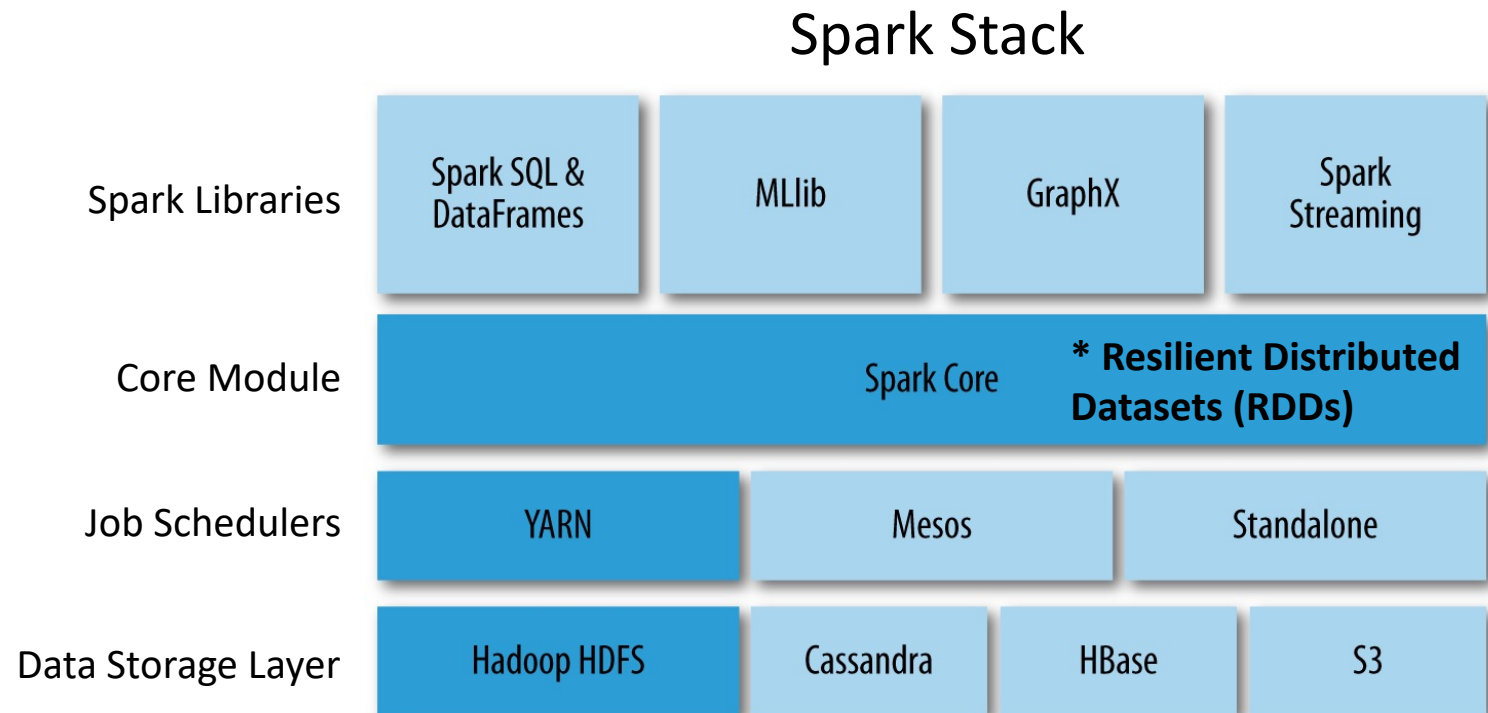 Spark Stack
Spark Libraries
Spark SQL &
DataFrames
MLlib
GraphX
Spark
Streaming
Core Module
Spark Core
* Resilient Distributed
Datasets (RDDs)
Job Schedulers
YARN
Mesos
Standalone
Data Storage Layer
Hadoop HDFS
Cassandra
HBase
S3